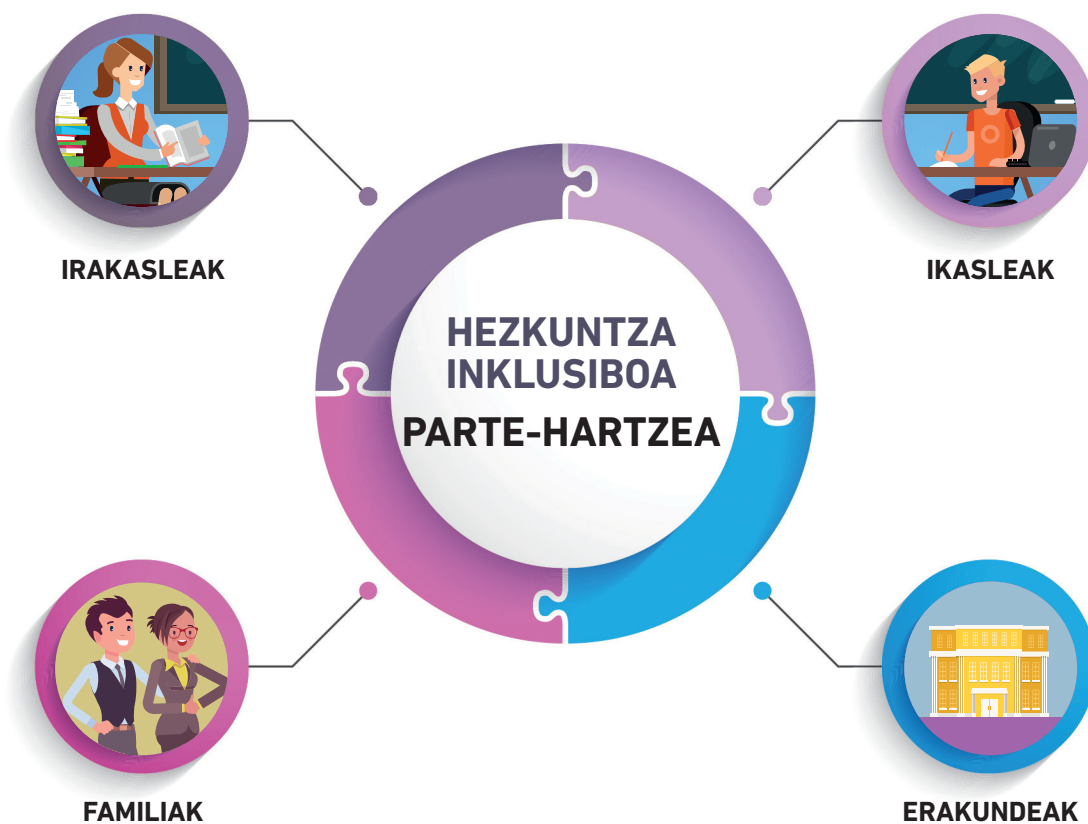 IRAKASLEAK
IKASLEAK
HEZKUNTZA
INKLUSIBOA
PARTE-HARTZEA
FAMILIAK
ERAKUNDEAK